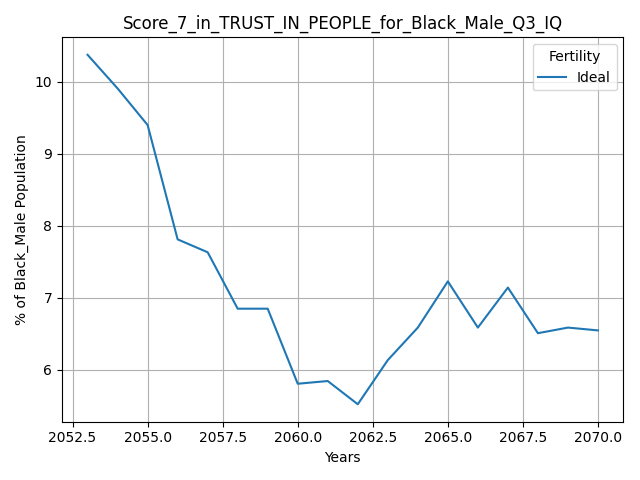 Score_7_in_TRUST_IN_PEOPLE_for_Black_Male_Q3_IQ
Fertility
Ideal
% of Black_Male Population
10
9
8
7
6
2052.5
2055.0
2057.5
2060.0
2062.5
2065.0
2067.5
2070.0
Years